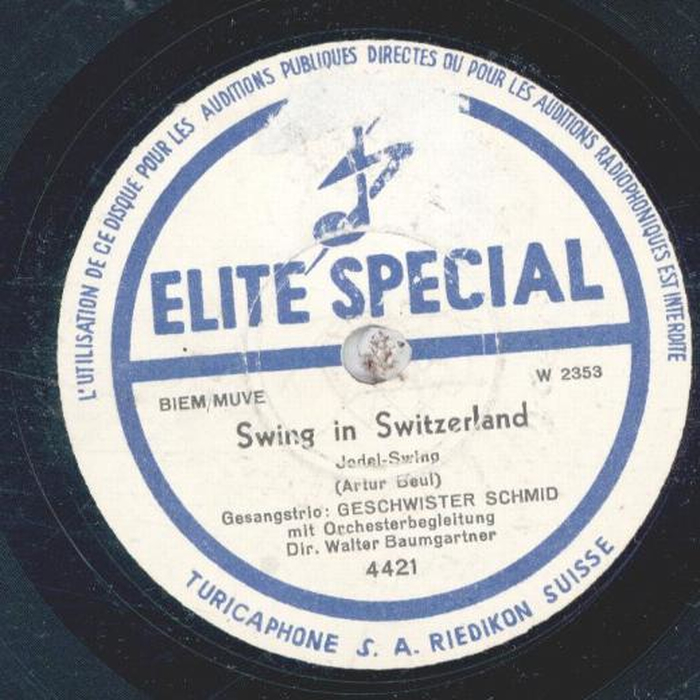 L'UTILISATION DE CE DISQUE POUR LES AUDITIONS PUBLIQUES DIRECTES OU POUR LES AUDITIONS RADIOPHONIQUES EST INTERDITE
ELITE SPECIAL
BIEM/MUVE
W 2353
Swing in Switzerland
Jodel-Swing
(Artur Beul)
Gesangstrio: GESCHWISTER SCHMID
mit Orchesterbegleitung
Dir. Walter Baumgartner
4421
TURICAPHONE S. A. RIEDIKON SUISSE